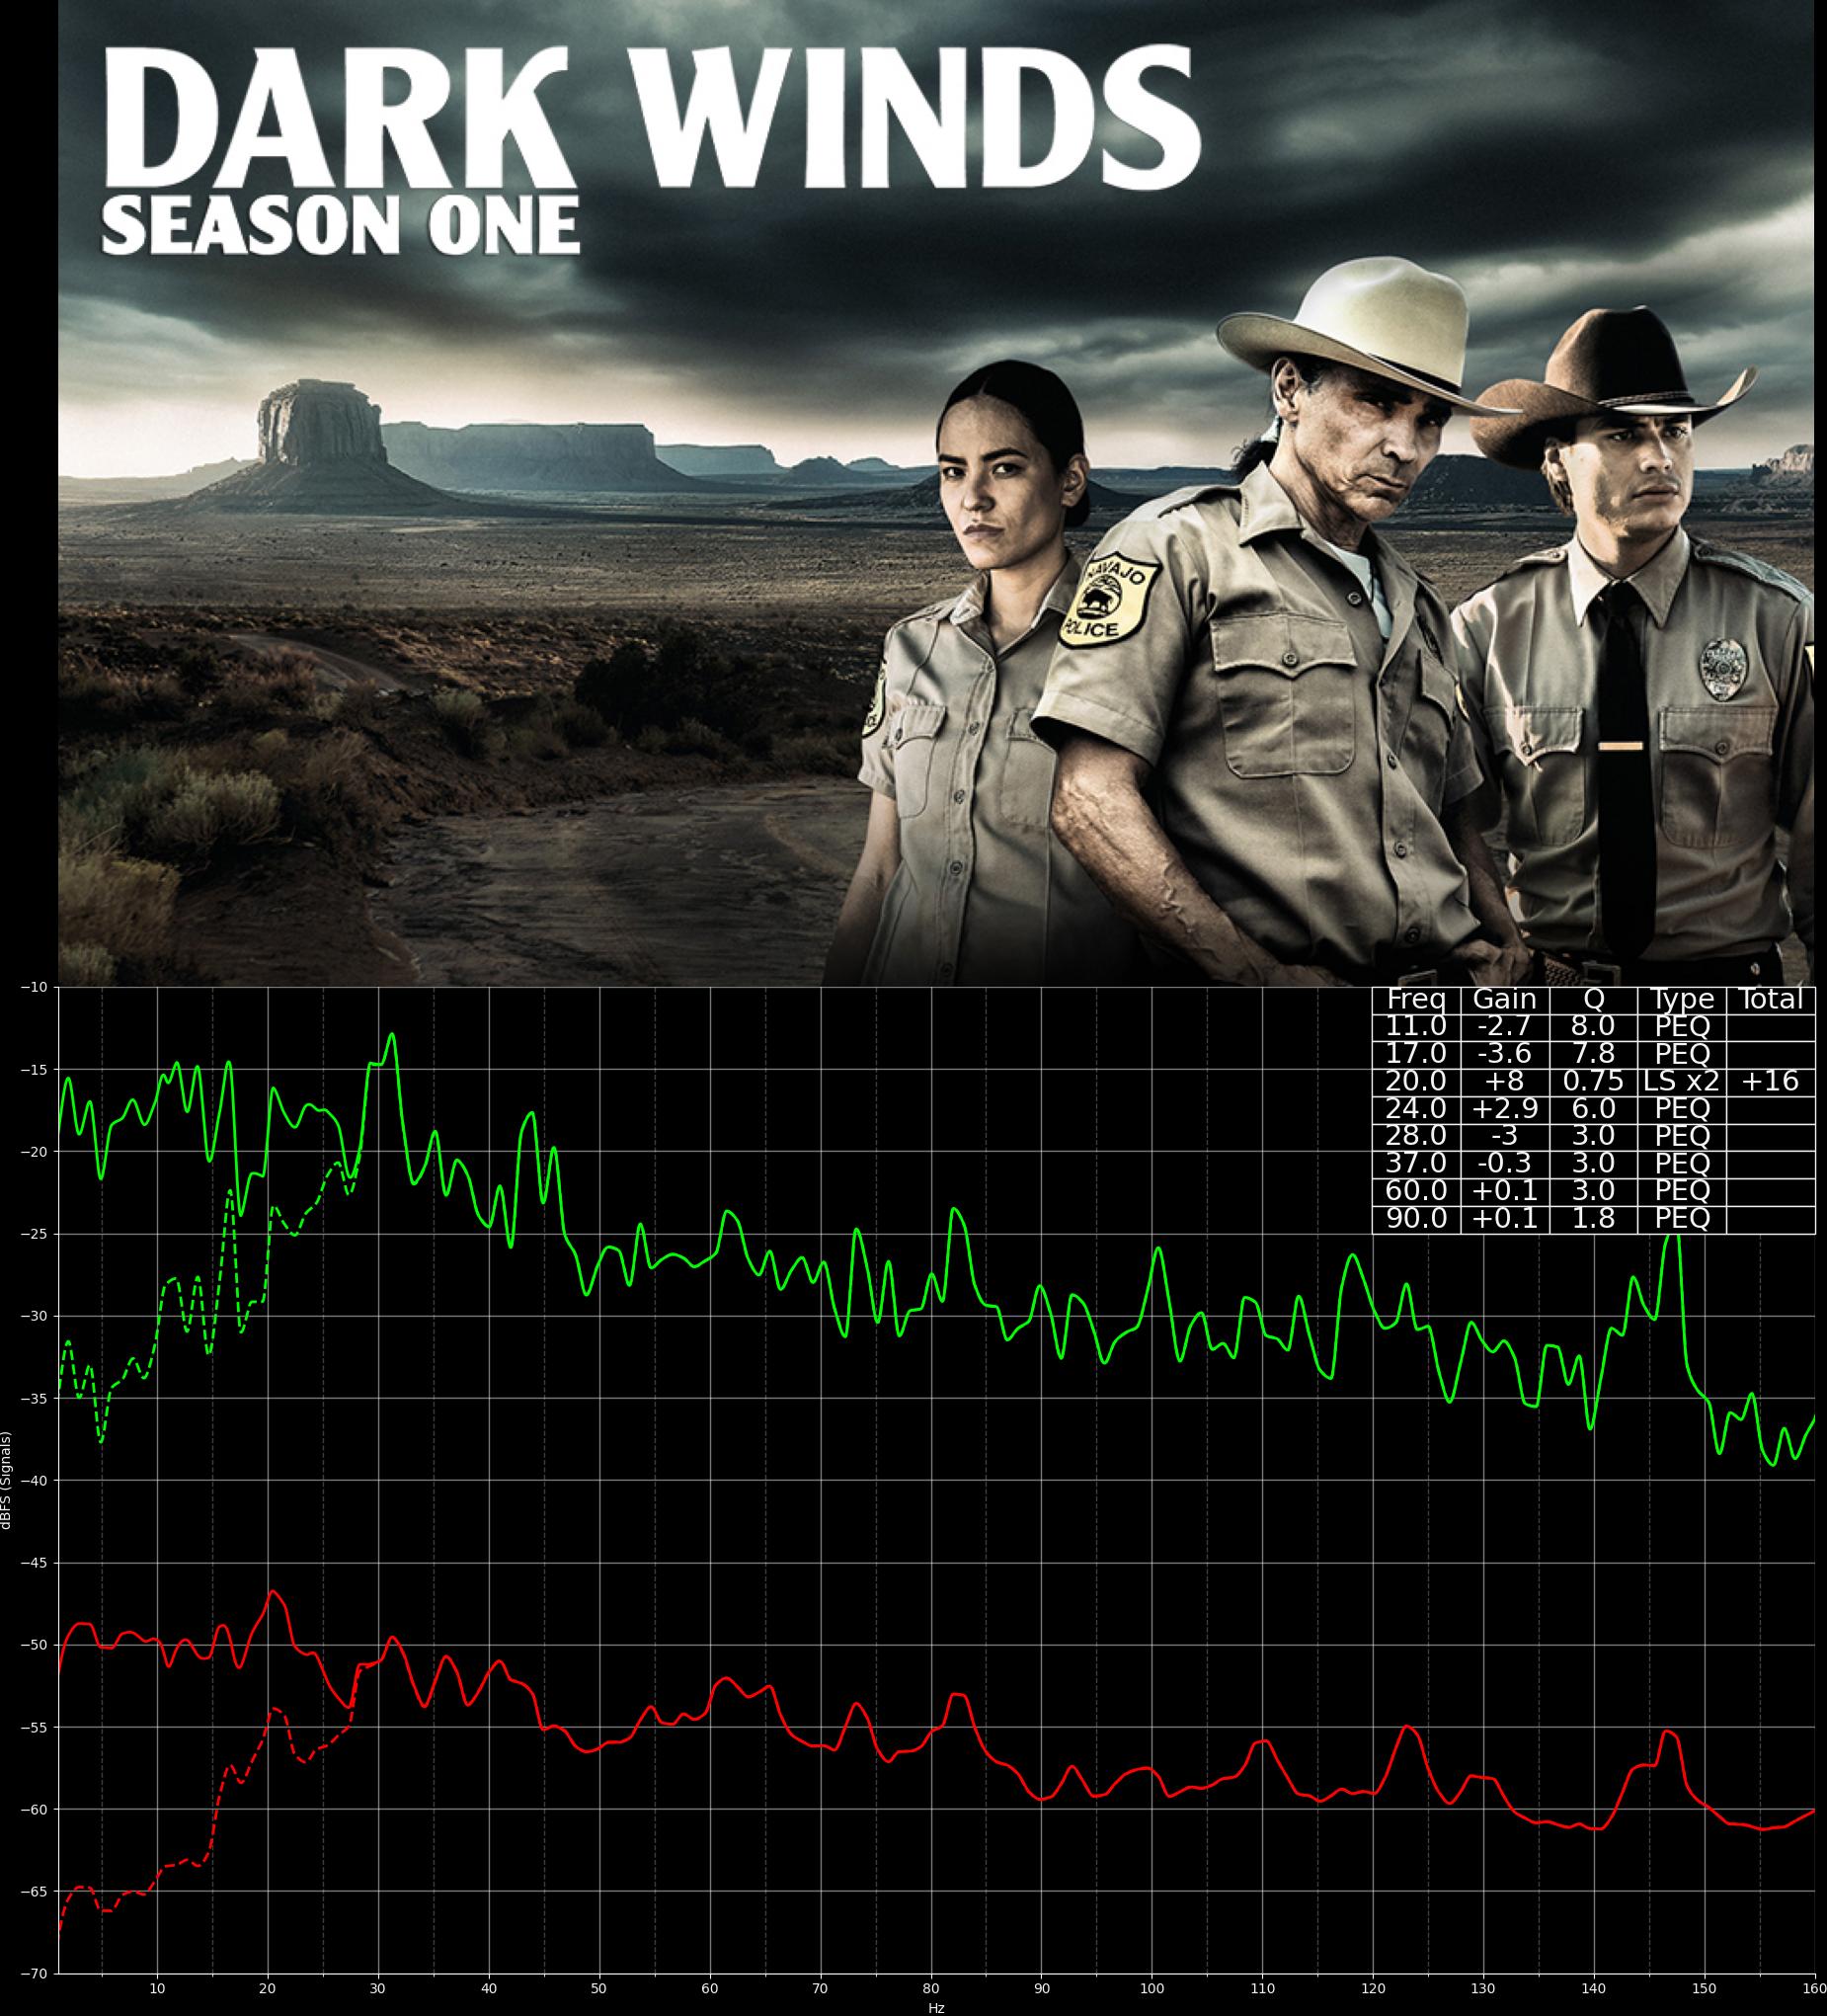 DARK WINDS
SEASON ONE
NAVAJO
POLICE
Freq Gain Q Type Total
11.0 -2.7 8.0 PEQ
17.0 -3.6 7.8 PEQ
20.0 +8 0.75 LS x2 +16
24.0 +2.9 6.0 PEQ
28.0 -3 3.0 PEQ
37.0 -0.3 3.0 PEQ
60.0 +0.1 3.0 PEQ
90.0 +0.1 1.8 PEQ
−10
−15
−20
−25
−30
−35
−40
−45
−50
−55
−60
−65
−70
dBFS (Signals)
10 20 30 40 50 60 70 80 90 100 110 120 130 140 150 160
Hz